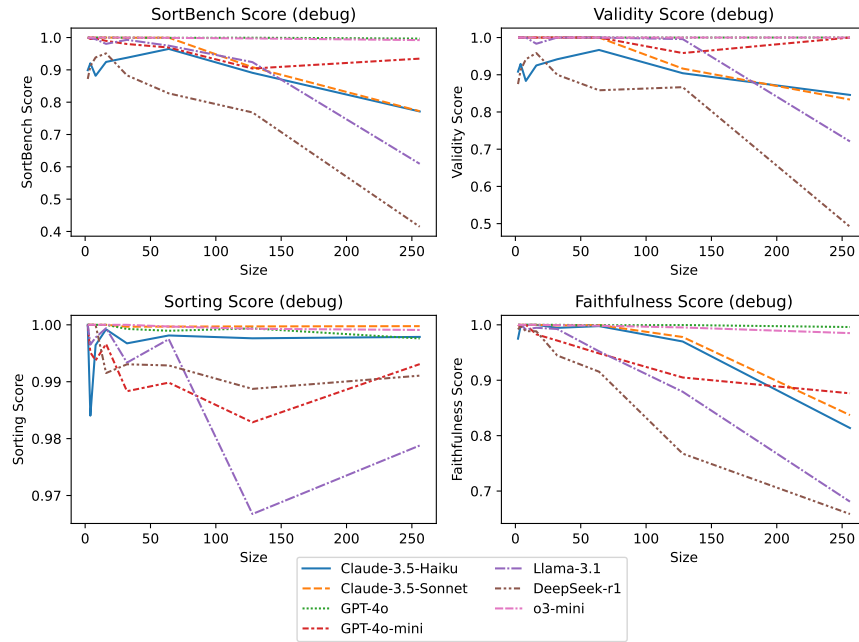 SortBench Score (debug)
1.0
0.9
0.8
0.7
0.6
0.5
0.4
SortBench Score
0 50 100 150 200 250
Size
Validity Score (debug)
1.0
0.9
0.8
0.7
0.6
0.5
Validity Score
0 50 100 150 200 250
Size
Sorting Score (debug)
1.00
0.99
0.98
0.97
Sorting Score
0 50 100 150 200 250
Size
Faithfulness Score (debug)
1.0
0.9
0.8
0.7
Faithfulness Score
0 50 100 150 200 250
Size
Claude-3.5-Haiku
Claude-3.5-Sonnet
GPT-4o
GPT-4o-mini
Llama-3.1
DeepSeek-r1
o3-mini